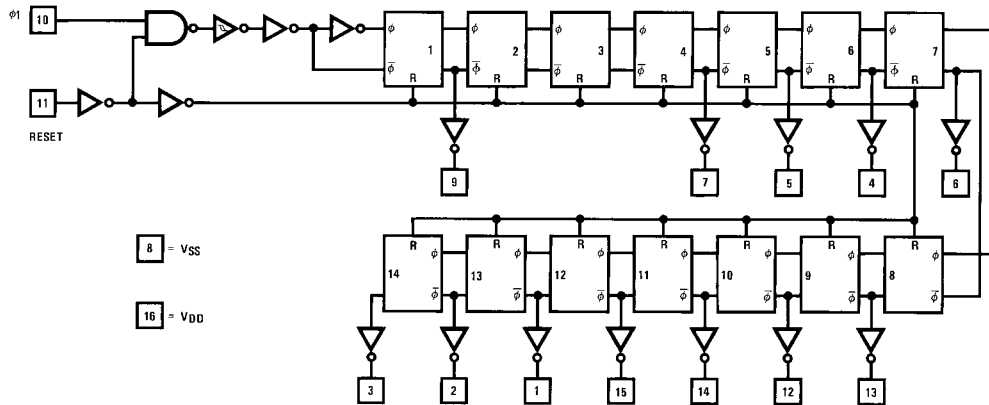 ϕ1 10
ϕ ϕ ϕ ϕ ϕ ϕ ϕ
1 2 3 4 5 6 7
ϕ̅ ϕ̅ ϕ̅ ϕ̅ ϕ̅ ϕ̅ ϕ̅
R R R R R R R
11
RESET
9 7 5 4 6
R R R R R R R
8 = VSS
ϕ ϕ ϕ ϕ ϕ ϕ
14 13 12 11 10 9 8
ϕ̅ ϕ̅ ϕ̅ ϕ̅ ϕ̅ ϕ̅ ϕ̅
16 = VDD
3 2 1 15 14 12 13